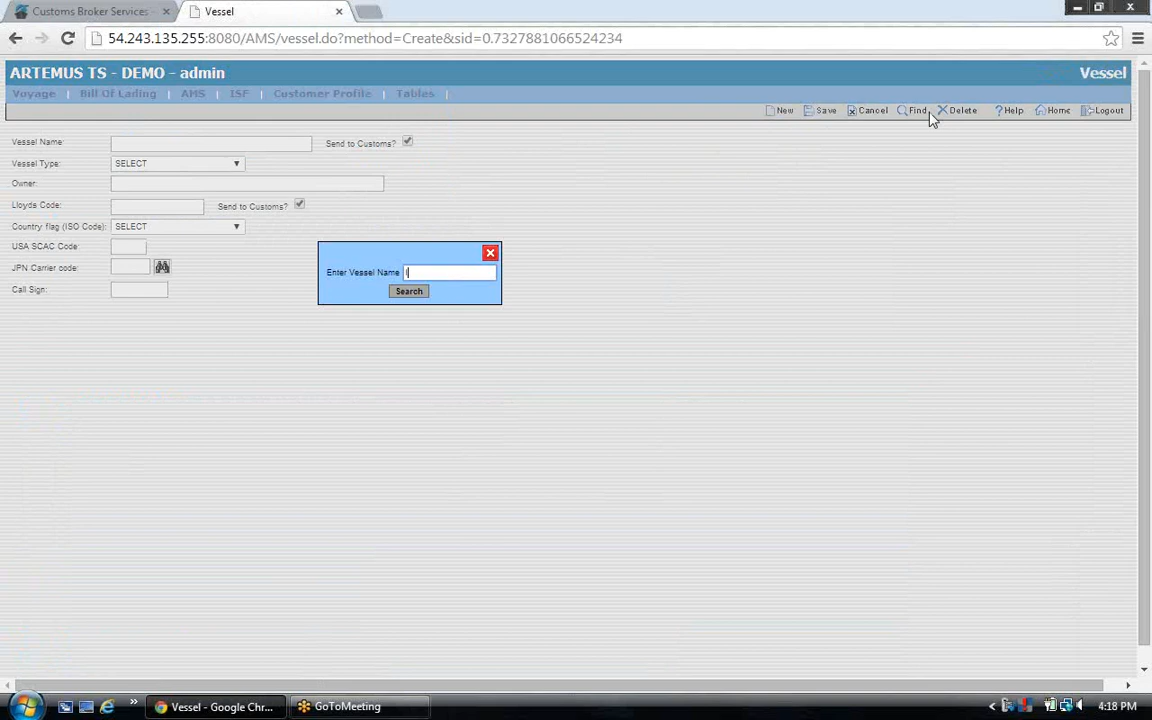 Customs Broker Services -
Vessel
54.243.135.255:8080/AMS/vessel.do?method=Create&sid=0.7327881066524234
ARTEMUS TS - DEMO - admin
Vessel
Voyage | Bill Of Lading | AMS | ISF | Customer Profile | Tables |
New Save Cancel Find Delete Help Home Logout
Vessel Name: Send to Customs?
Vessel Type: SELECT
Owner:
Lloyds Code: Send to Customs?
Country flag (ISO Code): SELECT
USA SCAC Code:
JPN Carrier code:
Call Sign:
Enter Vessel Name
Search
Vessel - Google Chr...
GoToMeeting
4:18 PM